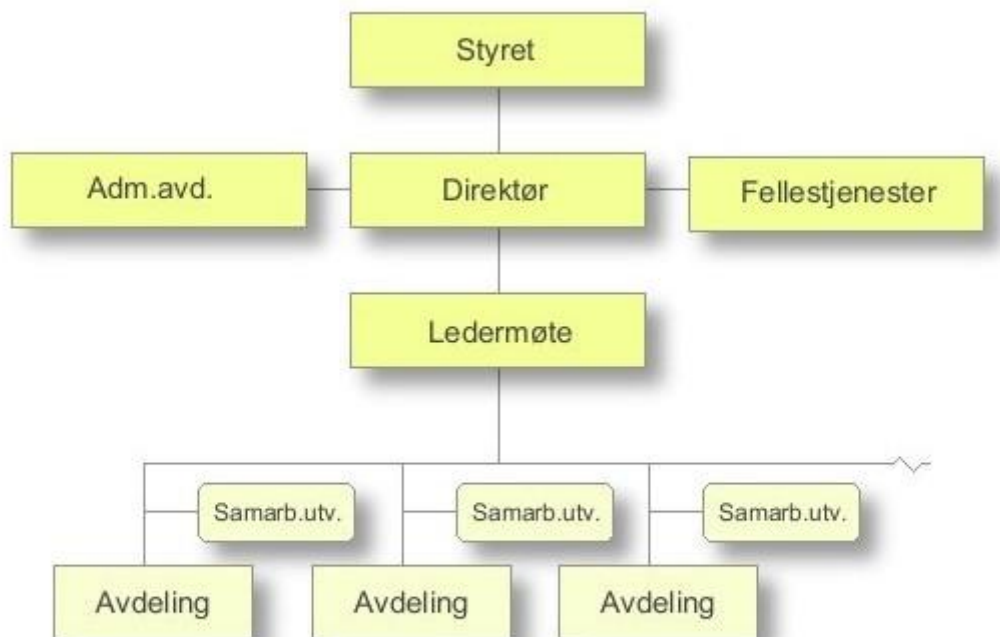 Styret
Adm.avd.
Direktør
Fellestjenester
Ledermøte
Samarb.utv.
Samarb.utv.
Samarb.utv.
Avdeling
Avdeling
Avdeling